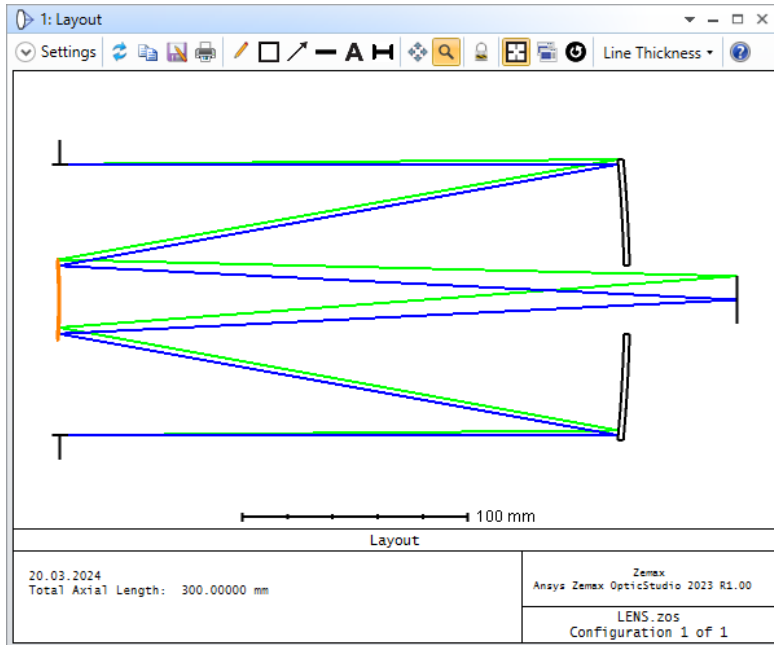 1: Layout
Settings
A
Line Thickness
100 mm
Layout
20.03.2024
Total Axial Length: 300.00000 mm
Zemax
Ansys Zemax OpticStudio 2023 R1.00
LENS.zos
Configuration 1 of 1